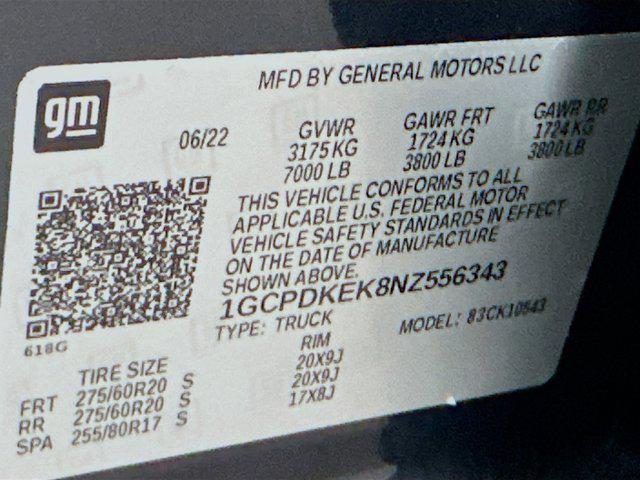 gm
MFD BY GENERAL MOTORS LLC
06/22 GVWR GAWR FRT GAWR RR
3175 KG 1724 KG 1724 KG
7000 LB 3800 LB 3800 LB
THIS VEHICLE CONFORMS TO ALL
APPLICABLE U.S. FEDERAL MOTOR
VEHICLE SAFETY STANDARDS IN EFFECT
ON THE DATE OF MANUFACTURE
SHOWN ABOVE.
1GCPDKEK8NZ556343
TYPE: TRUCK MODEL: 83CK10543
618G
TIRE SIZE RIM
FRT 275/60R20 S 20X9J
RR 275/60R20 S 20X9J
SPA 255/80R17 S 17X8J